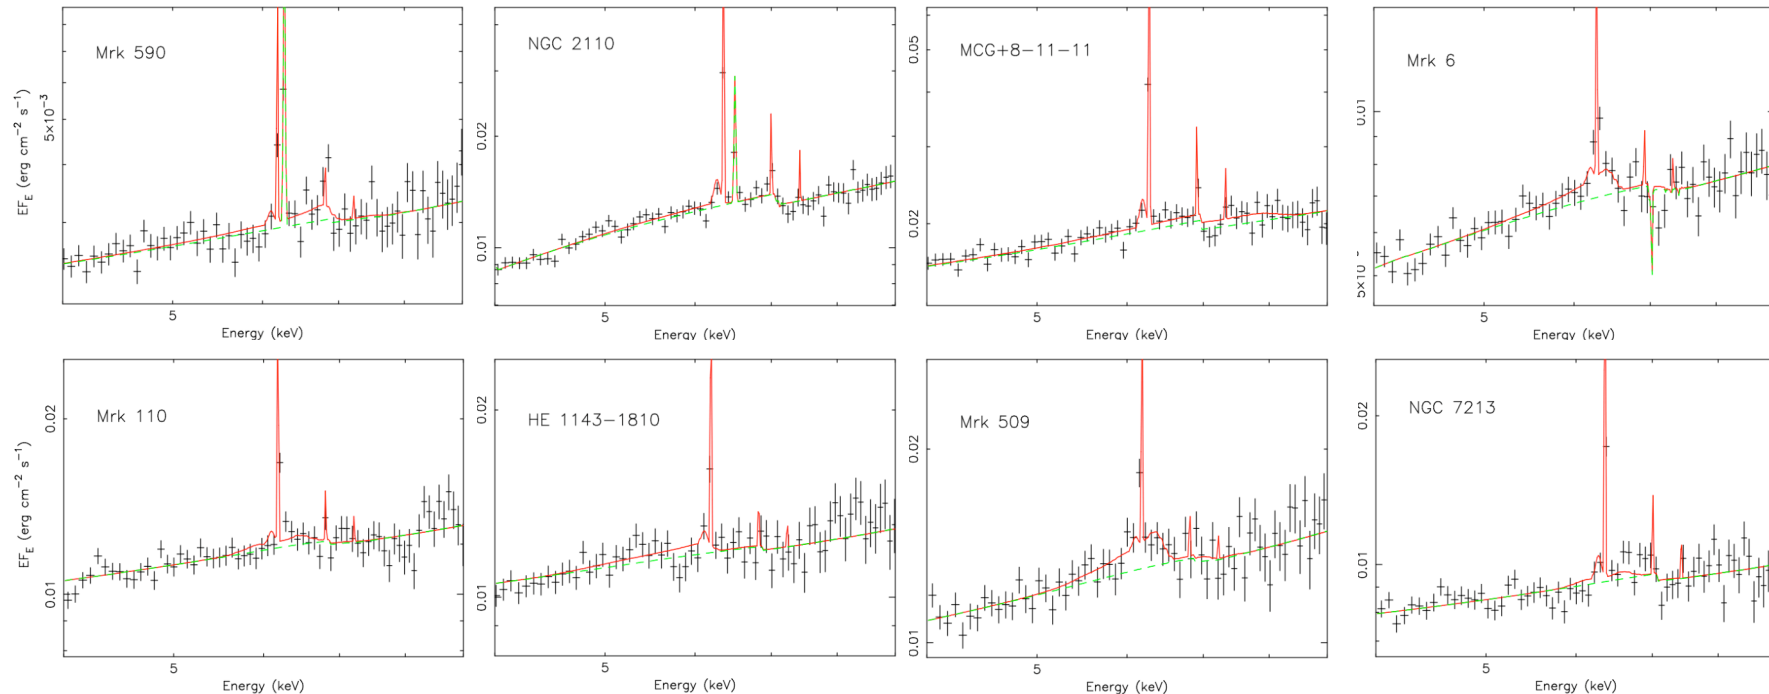 Mrk 590
EF_E (erg cm⁻² s⁻¹)
5×10⁻³
5
Energy (keV)
NGC 2110
0.02
0.01
5
Energy (keV)
MCG+8−11−11
0.05
0.02
5
Energy (keV)
Mrk 6
0.01
5×10⁻
5
Energy (keV)
Mrk 110
EF_E (erg cm⁻² s⁻¹)
0.02
0.01
5
Energy (keV)
HE 1143−1810
0.02
0.01
5
Energy (keV)
Mrk 509
0.02
0.01
5
Energy (keV)
NGC 7213
0.02
0.01
5
Energy (keV)